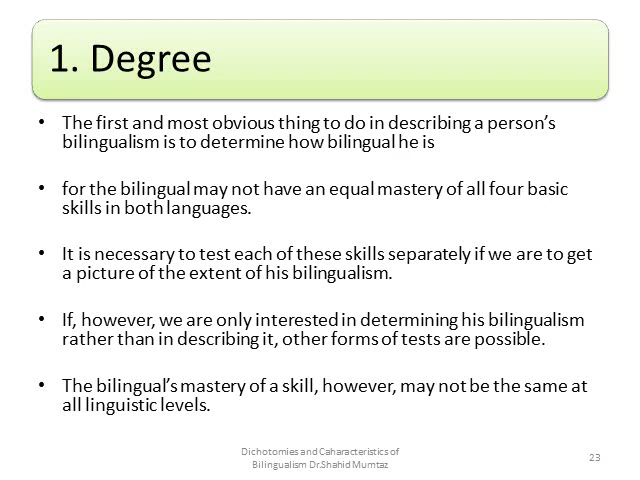 1. Degree
• The first and most obvious thing to do in describing a person's
bilingualism is to determine how bilingual he is
• for the bilingual may not have an equal mastery of all four basic
skills in both languages.
• It is necessary to test each of these skills separately if we are to get
a picture of the extent of his bilingualism.
• If, however, we are only interested in determining his bilingualism
rather than in describing it, other forms of tests are possible.
• The bilingual's mastery of a skill, however, may not be the same at
all linguistic levels.
Dichotomies and Caharacteristics of
Bilingualism Dr.Shahid Mumtaz
23